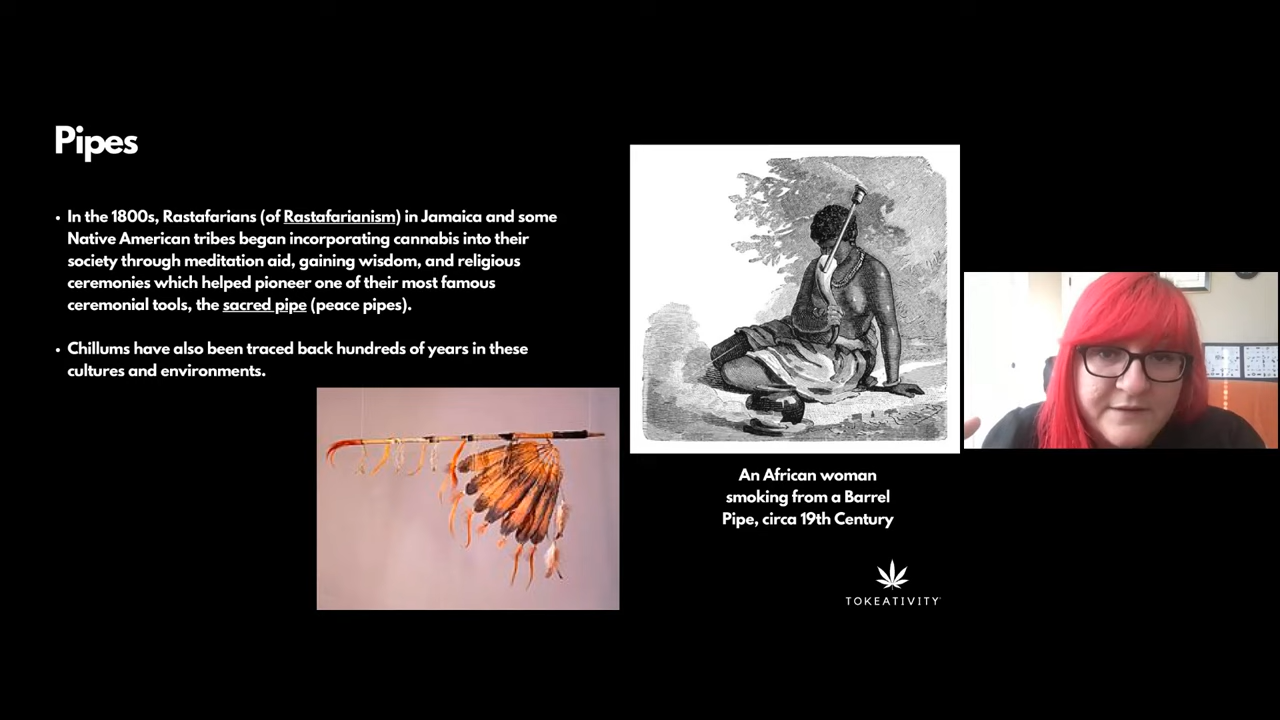 Pipes
• In the 1800s, Rastafarians (of Rastafarianism) in Jamaica and some
Native American tribes began incorporating cannabis into their
society through meditation aid, gaining wisdom, and religious
ceremonies which helped pioneer one of their most famous
ceremonial tools, the sacred pipe (peace pipes).
• Chillums have also been traced back hundreds of years in these
cultures and environments.
An African woman
smoking from a Barrel
Pipe, circa 19th Century
TOKEATIVITY